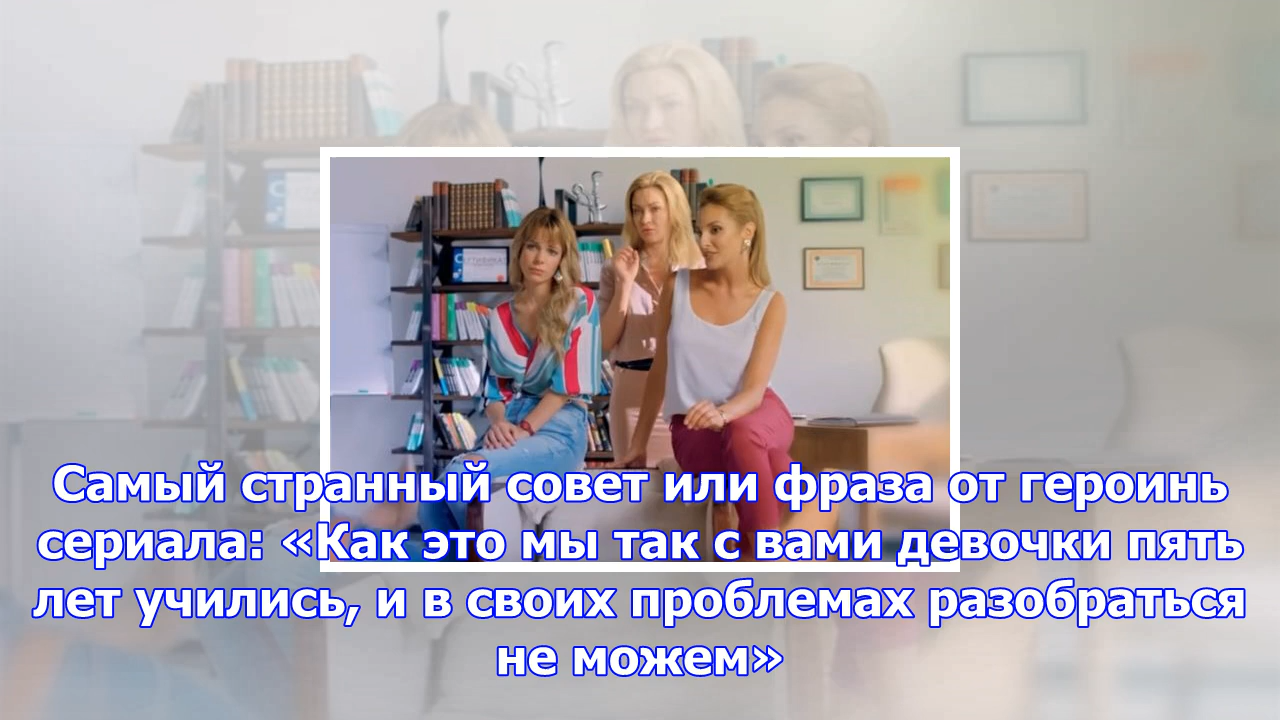 СЕРТИФИКАТ
Самый странный совет или фраза от героинь
сериала: «Как это мы так с вами девочки пять
лет учились, и в своих проблемах разобраться
не можем»